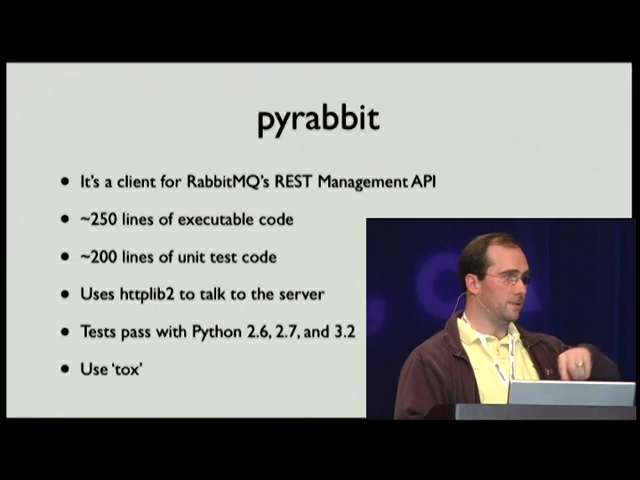 pyrabbit
• It's a client for RabbitMQ's REST Management API
• ~250 lines of executable code
• ~200 lines of unit test code
• Uses httplib2 to talk to the server
• Tests pass with Python 2.6, 2.7, and 3.2
• Use 'tox'